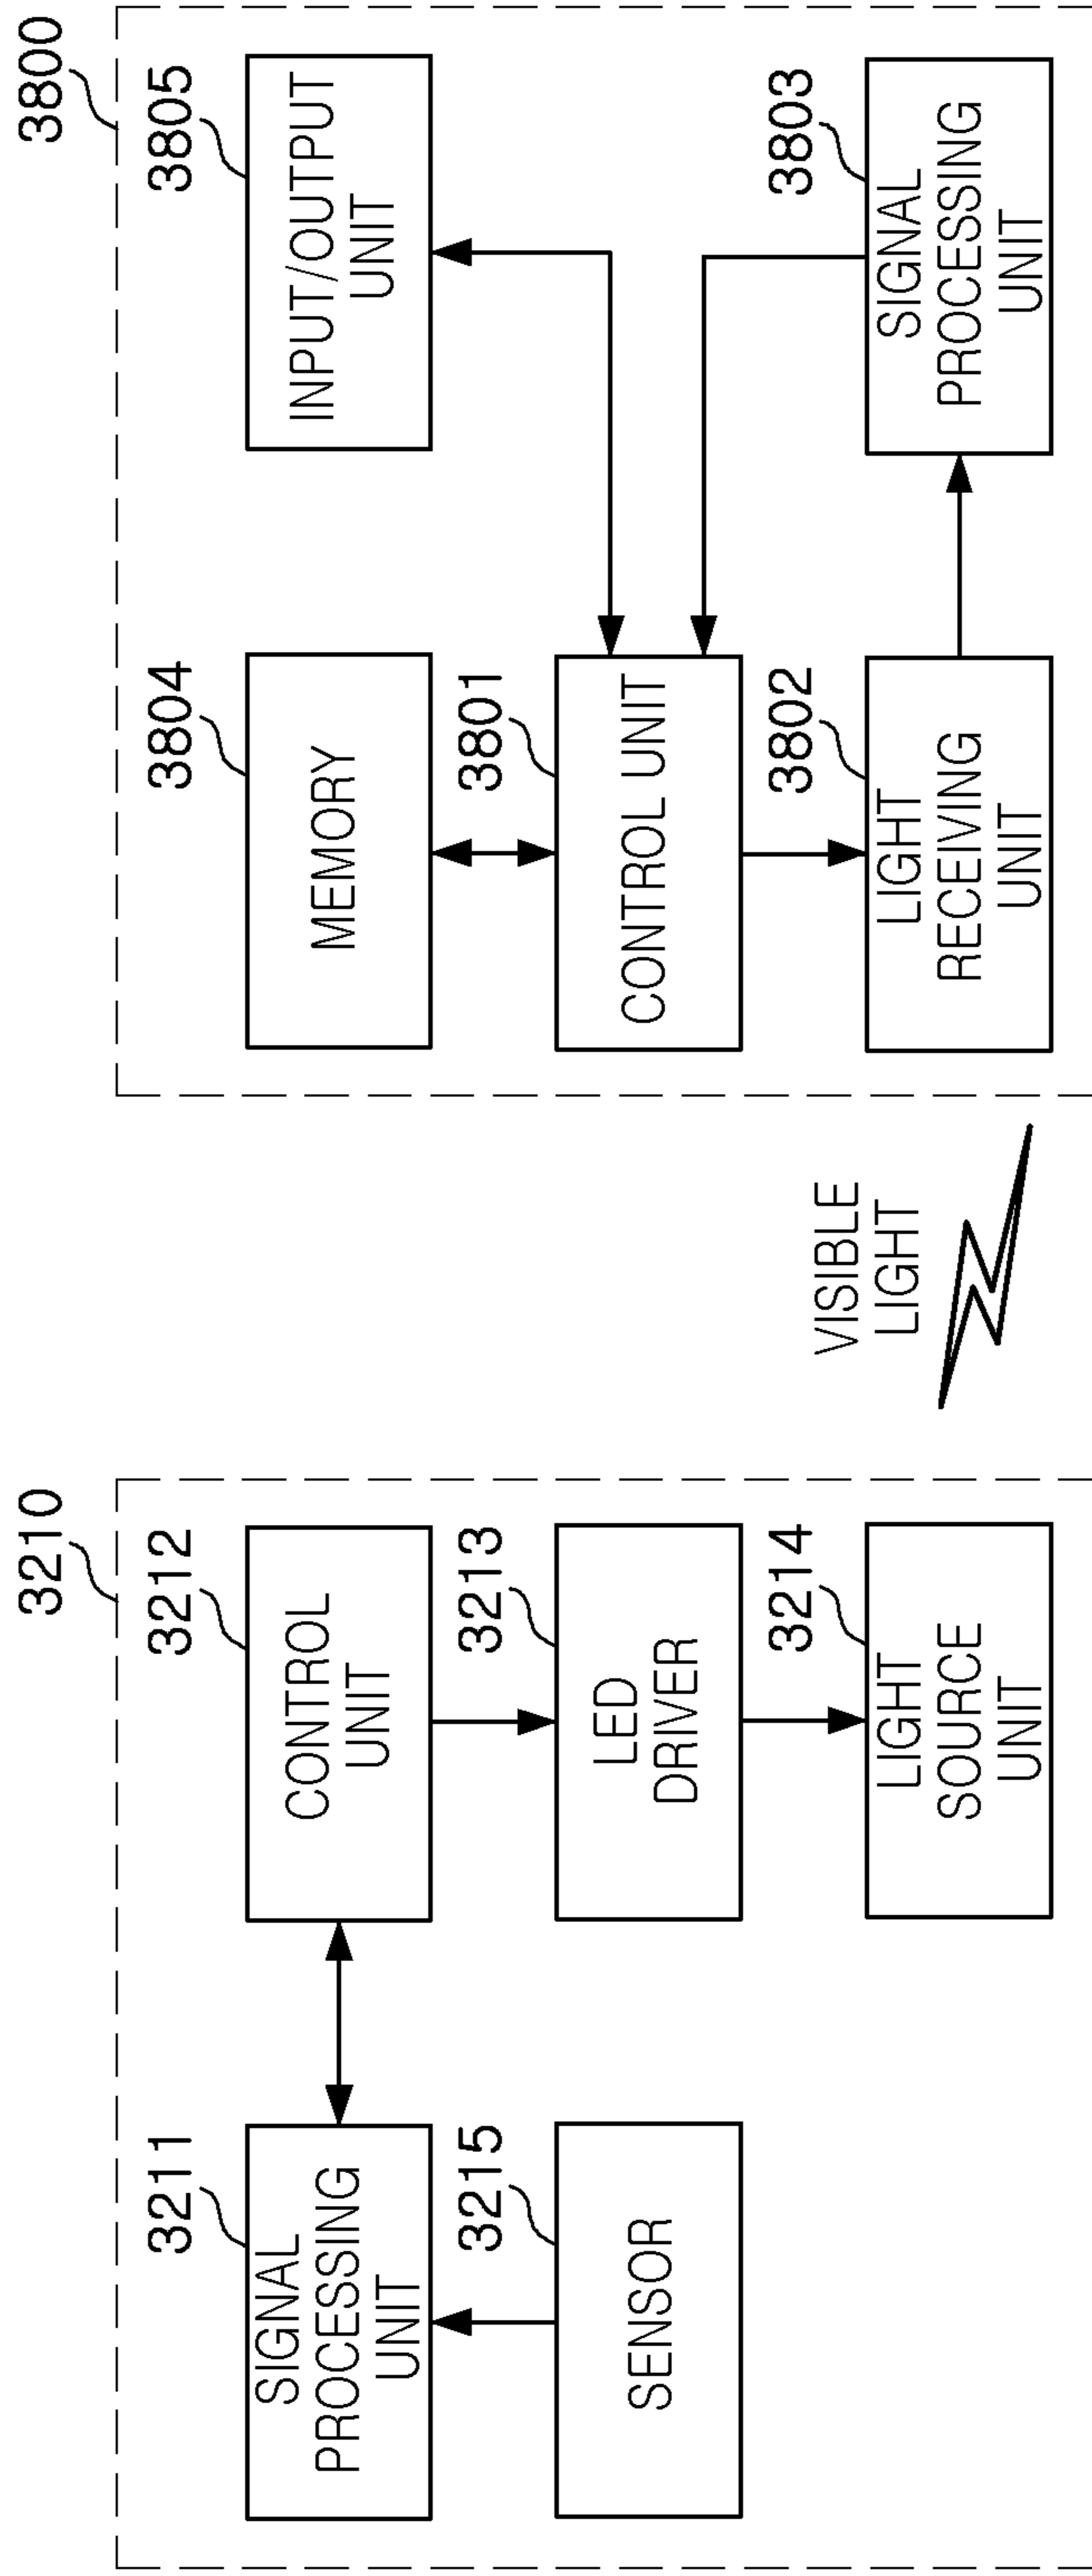 3210
3211
SIGNAL
PROCESSING
UNIT
3212
CONTROL
UNIT
3215
SENSOR
3213
LED
DRIVER
3214
LIGHT
SOURCE
UNIT
VISIBLE
LIGHT
3800
3804
MEMORY
3805
INPUT/OUTPUT
UNIT
3801
CONTROL UNIT
3802
LIGHT
RECEIVING
UNIT
3803
SIGNAL
PROCESSING
UNIT